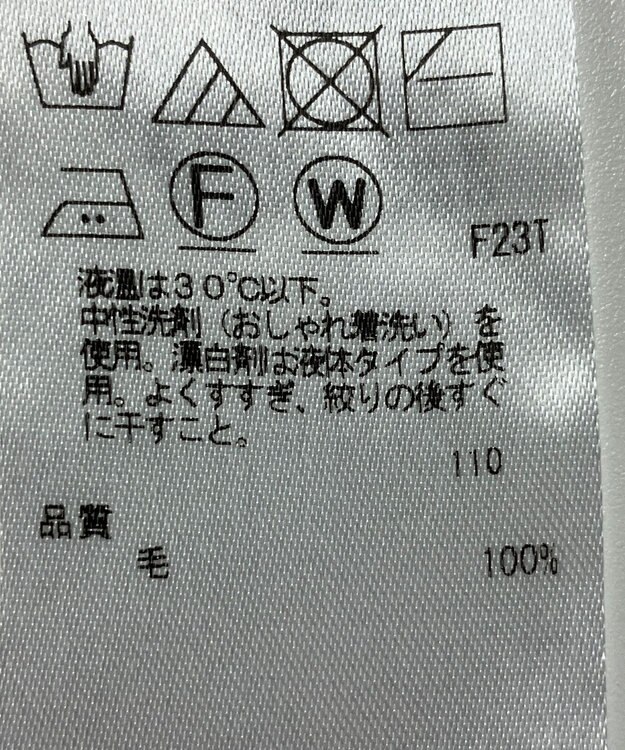 F
W
F23T
液温は30℃以下。
中性洗剤(おしゃれ着洗い)を
使用。漂白剤は液体タイプを使
用。よくすすぎ、絞りの後すぐ
に干すこと。
110
品質
毛 100%